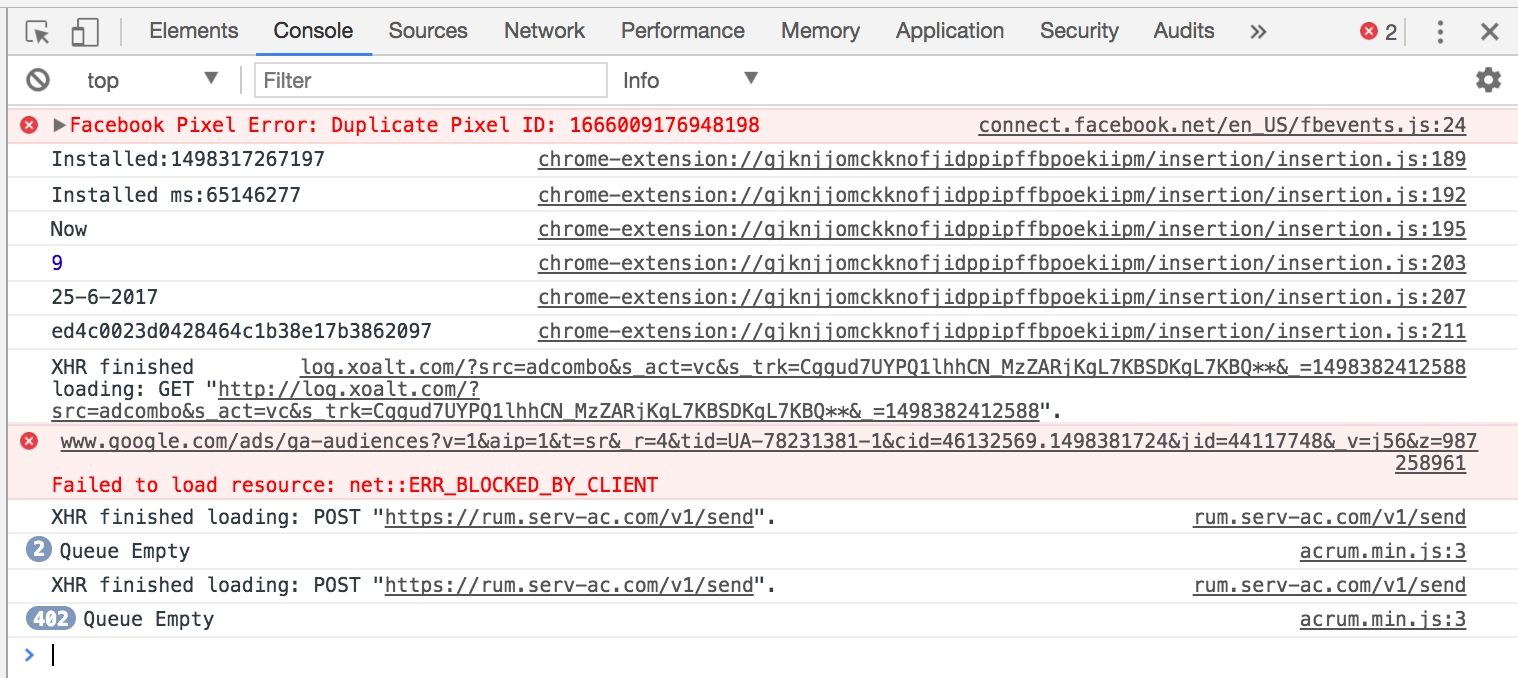 Elements Console Sources Network Performance Memory Application Security Audits » 2
top Filter Info
Facebook Pixel Error: Duplicate Pixel ID: 1666009176948198 connect.facebook.net/en_US/fbevents.js:24
Installed:1498317267197 chrome-extension://gjknjjomckknofjidppipffbpoekiipm/insertion/insertion.js:189
Installed ms:65146277 chrome-extension://gjknjjomckknofjidppipffbpoekiipm/insertion/insertion.js:192
Now chrome-extension://gjknjjomckknofjidppipffbpoekiipm/insertion/insertion.js:195
9 chrome-extension://gjknjjomckknofjidppipffbpoekiipm/insertion/insertion.js:203
25-6-2017 chrome-extension://gjknjjomckknofjidppipffbpoekiipm/insertion/insertion.js:207
ed4c0023d0428464c1b38e17b3862097 chrome-extension://gjknjjomckknofjidppipffbpoekiipm/insertion/insertion.js:211
XHR finished log.xoalt.com/?src=adcombo&s_act=vc&s_trk=Cggud7UYPQ1lhhCN_MzZARjKgL7KBSDKgL7KBQ**&_=1498382412588
loading: GET "http://log.xoalt.com/?
src=adcombo&s_act=vc&s_trk=Cggud7UYPQ1lhhCN_MzZARjKgL7KBSDKgL7KBQ**&_=1498382412588".
www.google.com/ads/ga-audiences?v=1&aip=1&t=sr&_r=4&tid=UA-78231381-1&cid=46132569.1498381724&jid=44117748&_v=j56&z=987
258961
Failed to load resource: net::ERR_BLOCKED_BY_CLIENT
XHR finished loading: POST "https://rum.serv-ac.com/v1/send". rum.serv-ac.com/v1/send
2 Queue Empty acrum.min.js:3
XHR finished loading: POST "https://rum.serv-ac.com/v1/send". rum.serv-ac.com/v1/send
402 Queue Empty acrum.min.js:3
>